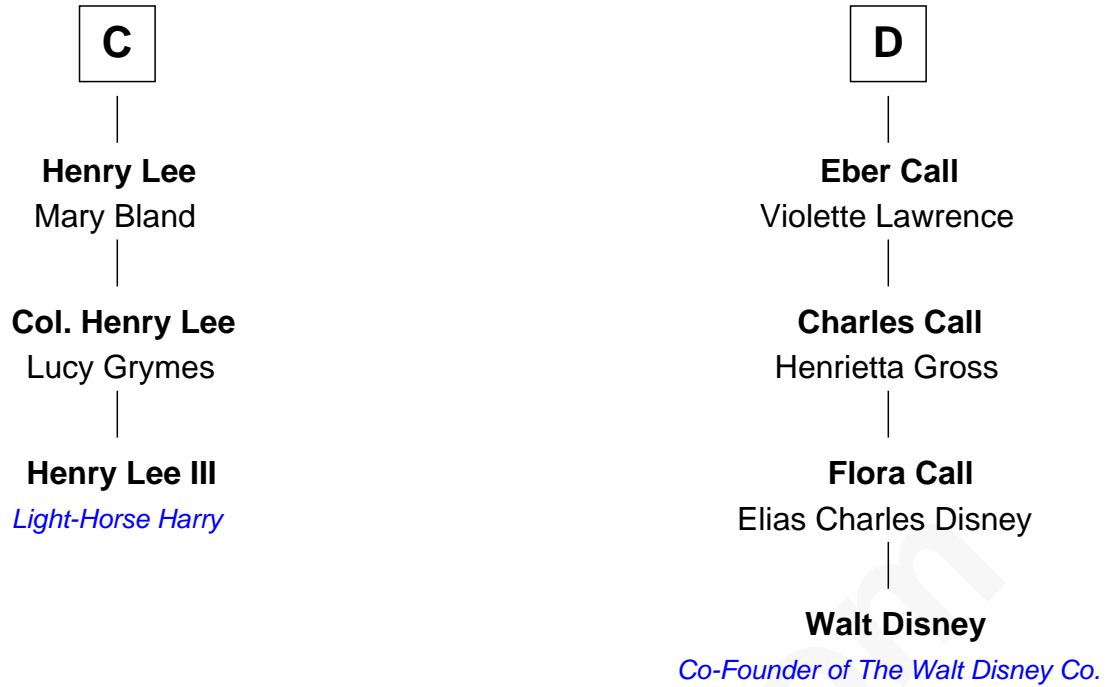 C
Henry Lee
Mary Bland
Col. Henry Lee
Lucy Grymes
Henry Lee III
Light-Horse Harry
D
Eber Call
Violette Lawrence
Charles Call
Henrietta Gross
Flora Call
Elias Charles Disney
Walt Disney
Co-Founder of The Walt Disney Co.